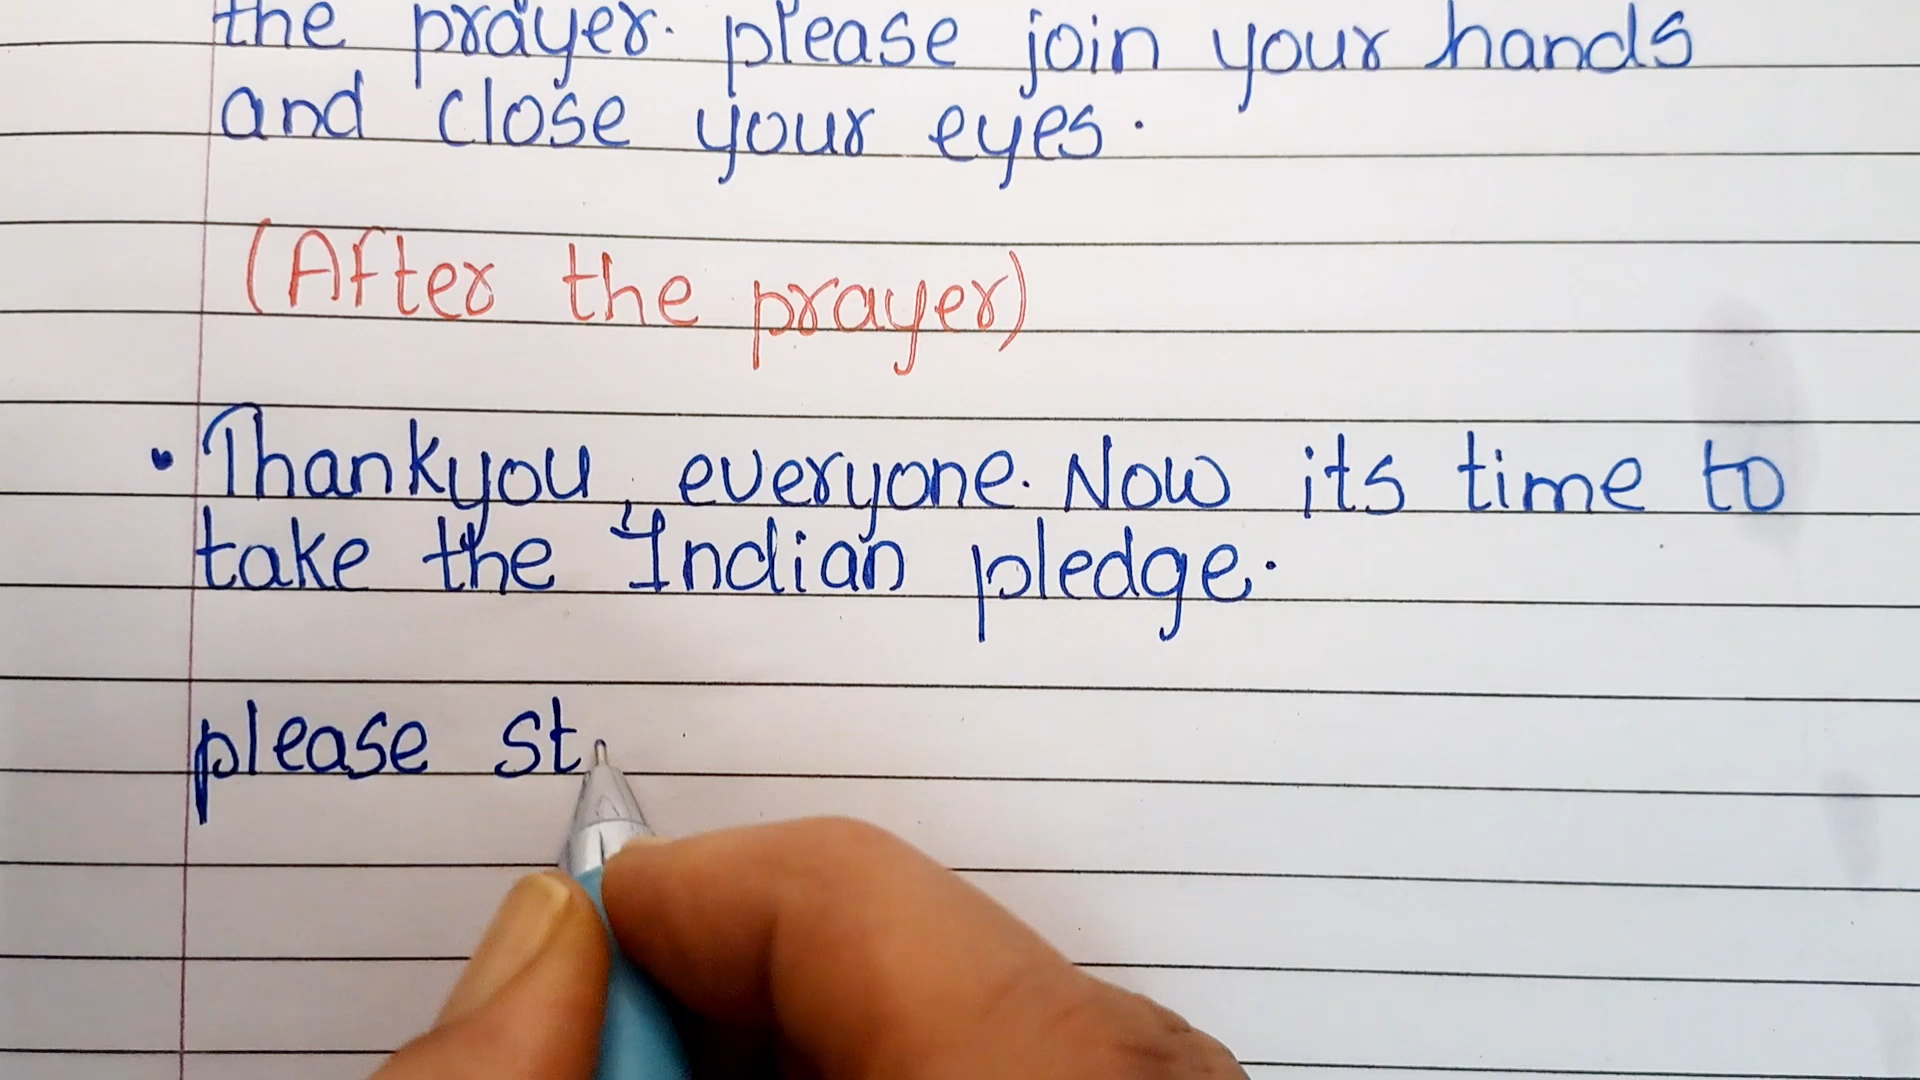 the prayer. please join your hands
and close your eyes.
(After the prayer)
• Thankyou, everyone. Now its time to
take the Indian pledge.
please st